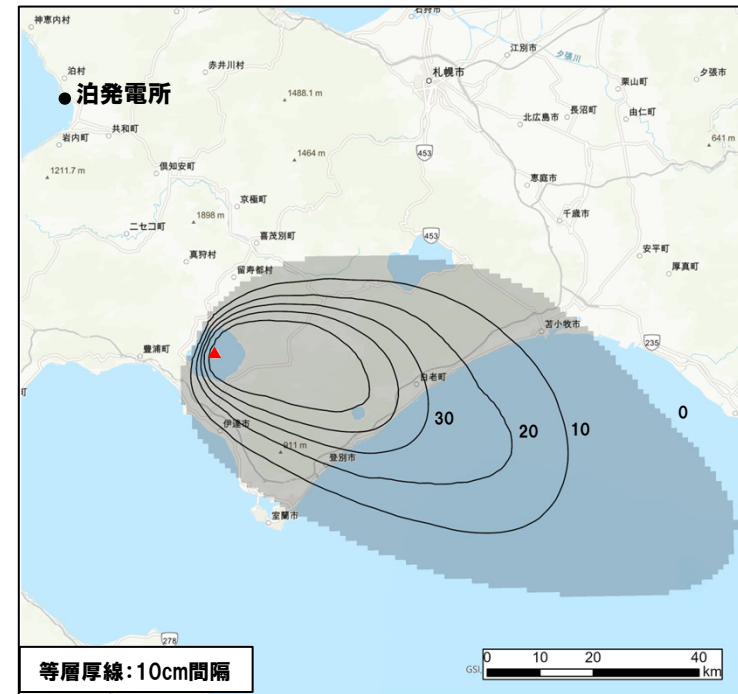 石狩市
神恵内村
江別市
夕張川
赤井川村
札幌市
泊村
夕張市
栗山町
●泊発電所
1488.1 m
長沼町
由仁町
北広島市
共和町
岩内町
641 m
1464 m
453
1211.7 m
倶知安町
恵庭市
京極町
千歳市
1898 m
ニセコ町
喜茂別町
453
安平町
真狩村
厚真町
留寿都村
苫小牧市
235
豊浦町
白老町
町
0
30
20
10
伊達市
911 m
登別市
室蘭市
278
等層厚線:10cm間隔
GSI,
0 10 20 40
km